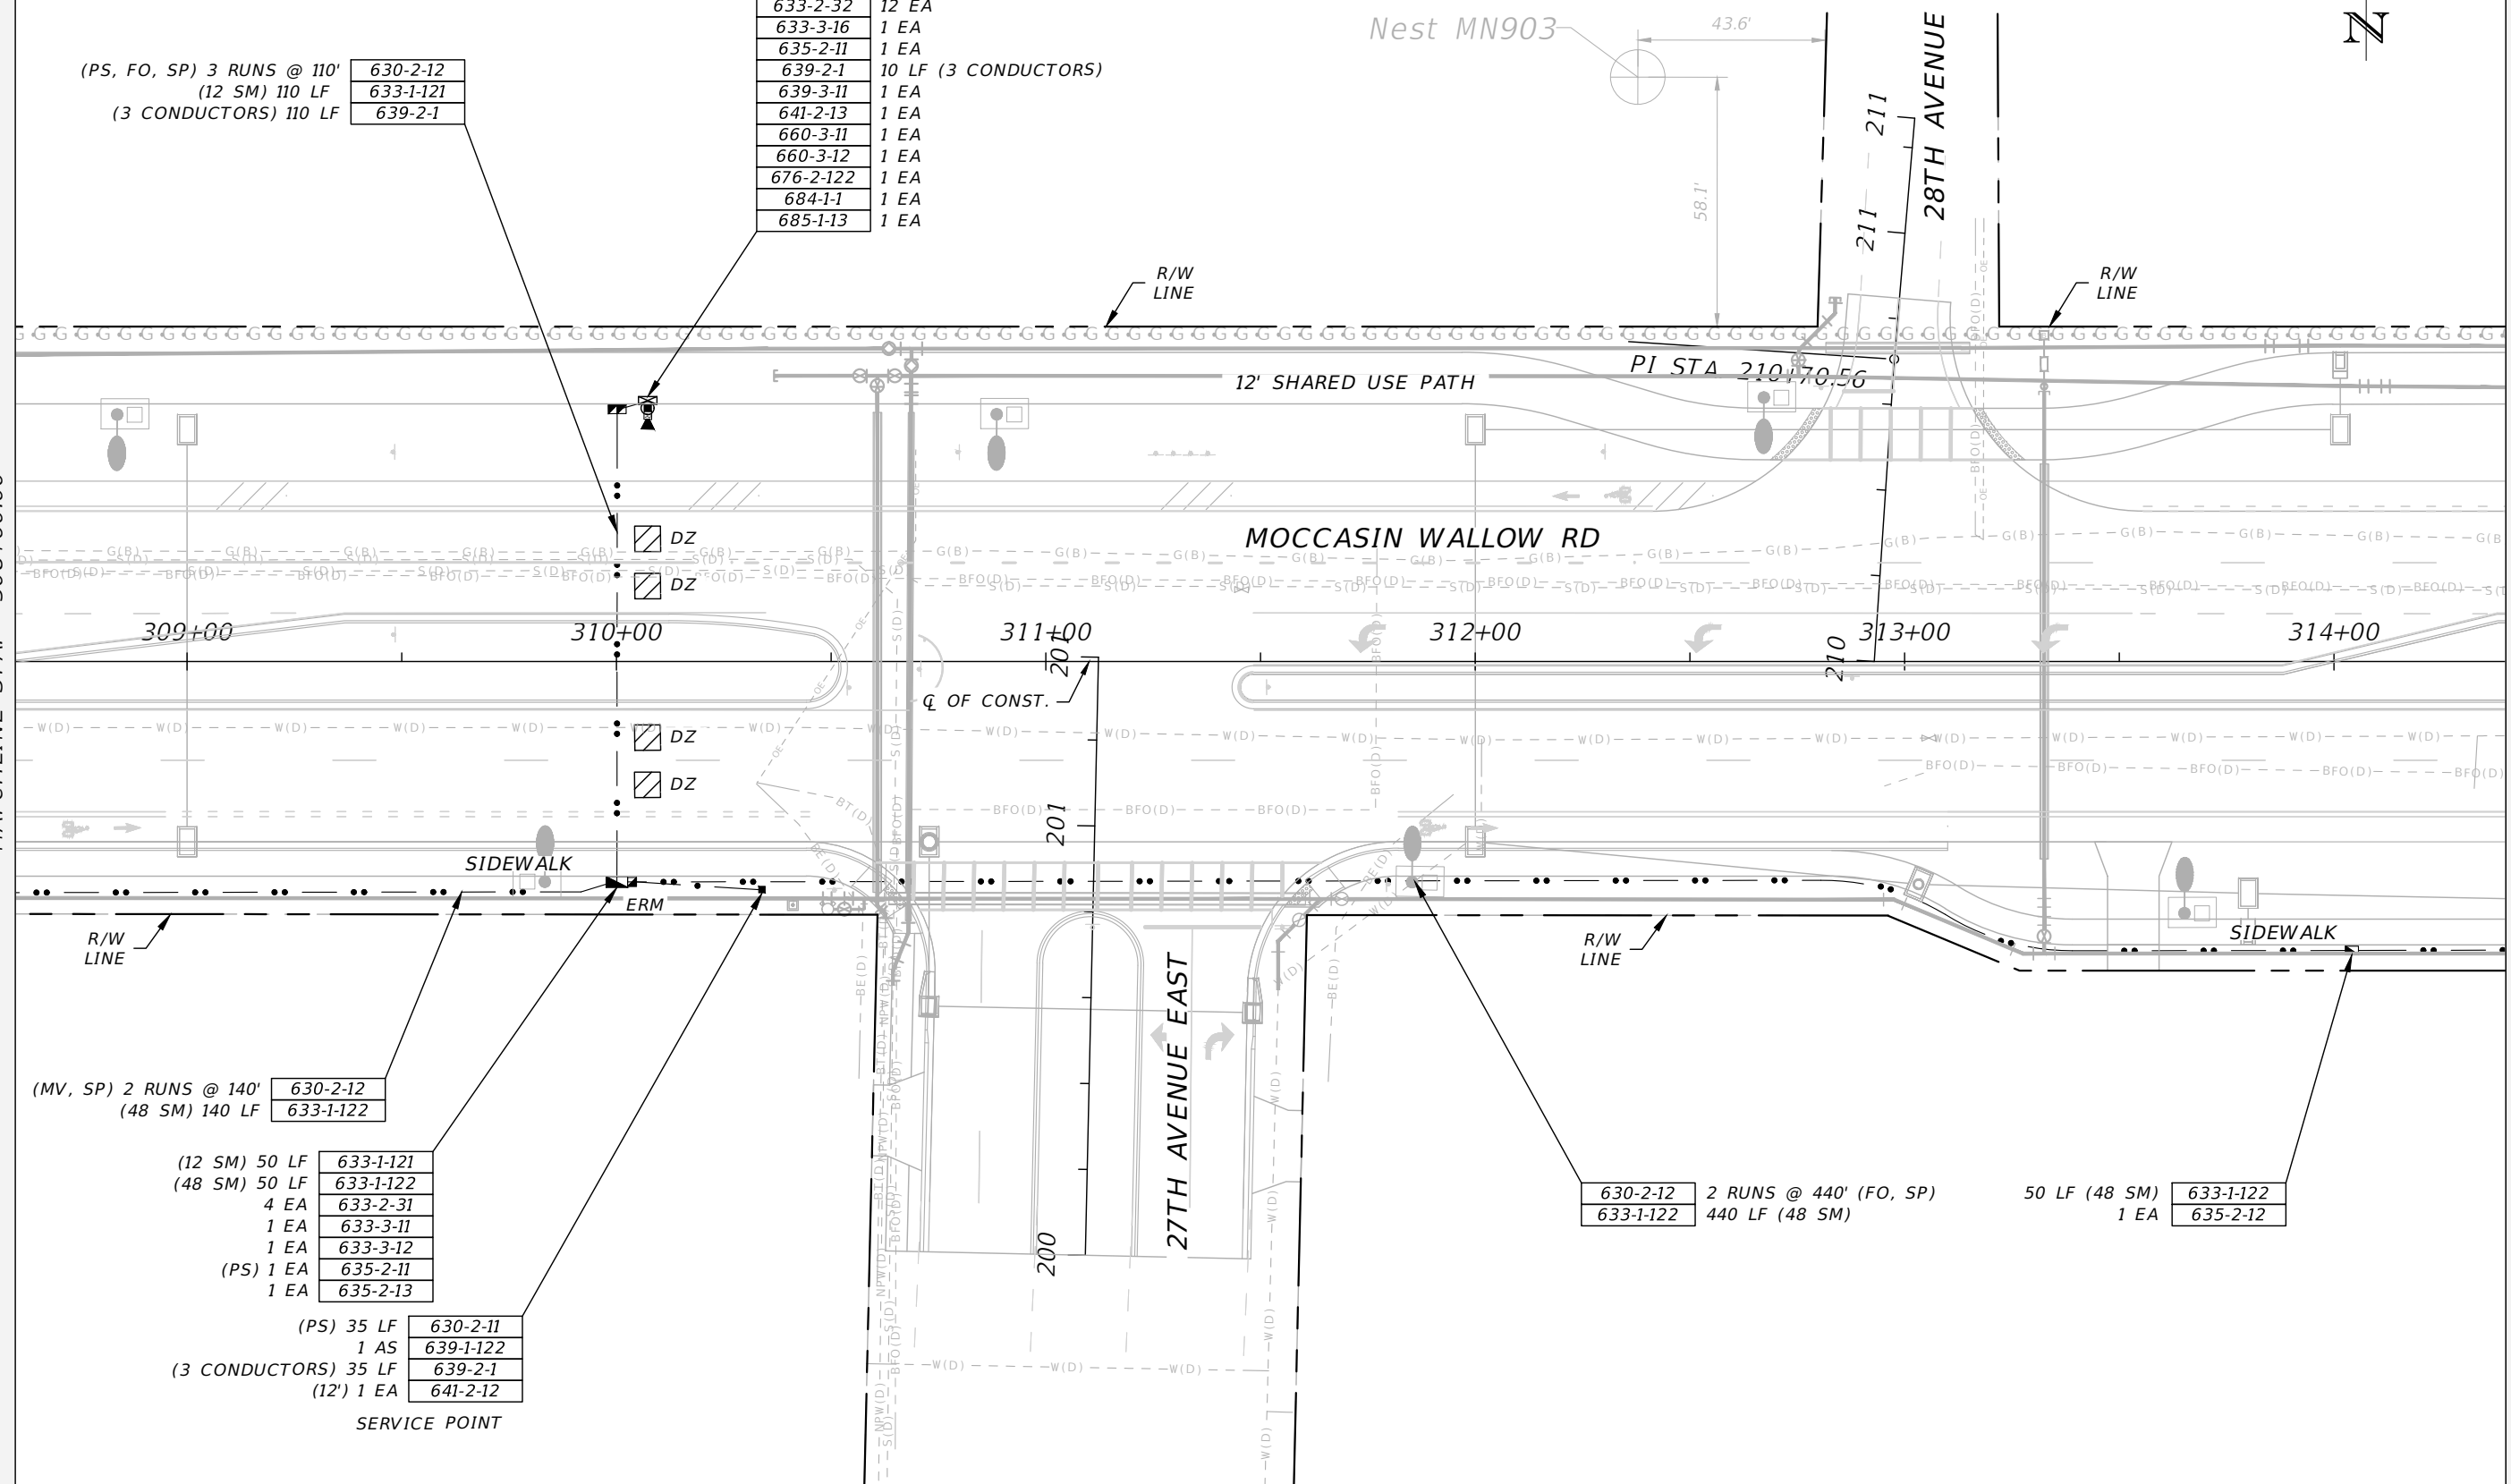 633-2-32 12 EA
633-3-16 1 EA
635-2-11 1 EA
639-2-1 10 LF (3 CONDUCTORS)
639-3-11 1 EA
641-2-13 1 EA
660-3-11 1 EA
660-3-12 1 EA
676-2-122 1 EA
684-1-1 1 EA
685-1-13 1 EA
(PS, FO, SP) 3 RUNS @ 110' 630-2-12
(12 SM) 110 LF 633-1-121
(3 CONDUCTORS) 110 LF 639-2-1
Nest MN903
43.6'
58.1'
N
28TH AVENUE
211
211
R/W
LINE
R/W
LINE
PI STA 210+70.56
12' SHARED USE PATH
MOCCASIN WALLOW RD
DZ
DZ
309+00
310+00
311+00
312+00
313+00
314+00
201
210
℄ OF CONST.
DZ
DZ
201
SIDEWALK
ERM
R/W
LINE
R/W
LINE
SIDEWALK
27TH AVENUE EAST
200
(MV, SP) 2 RUNS @ 140' 630-2-12
(48 SM) 140 LF 633-1-122
(12 SM) 50 LF 633-1-121
(48 SM) 50 LF 633-1-122
4 EA 633-2-31
1 EA 633-3-11
1 EA 633-3-12
(PS) 1 EA 635-2-11
1 EA 635-2-13
(PS) 35 LF 630-2-11
1 AS 639-1-122
(3 CONDUCTORS) 35 LF 639-2-1
(12') 1 EA 641-2-12
SERVICE POINT
630-2-12 2 RUNS @ 440' (FO, SP)
633-1-122 440 LF (48 SM)
50 LF (48 SM) 633-1-122
1 EA 635-2-12